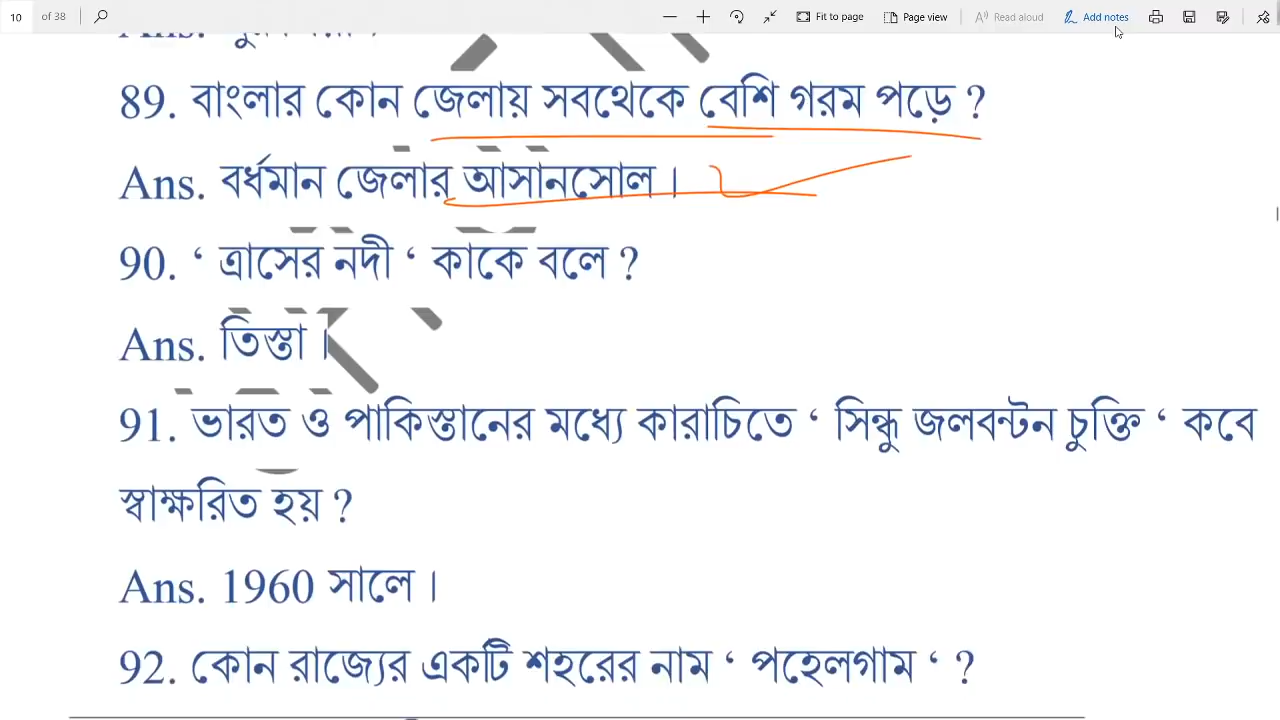 10 of 38 Fit to page Page view Read aloud Add notes
Ans.
89. বাংলার কোন জেলায় সবথেকে বেশি গরম পড়ে ?
Ans. বর্ধমান জেলার আসানসোল ।
90. ‘ ত্রাসের নদী ‘ কাকে বলে ?
Ans. তিস্তা ।
91. ভারত ও পাকিস্তানের মধ্যে কারাচিতে ‘ সিন্ধু জলবন্টন চুক্তি ‘ কবে
স্বাক্ষরিত হয় ?
Ans. 1960 সালে ।
92. কোন রাজ্যের একটি শহরের নাম ‘ পহেলগাম ‘ ?